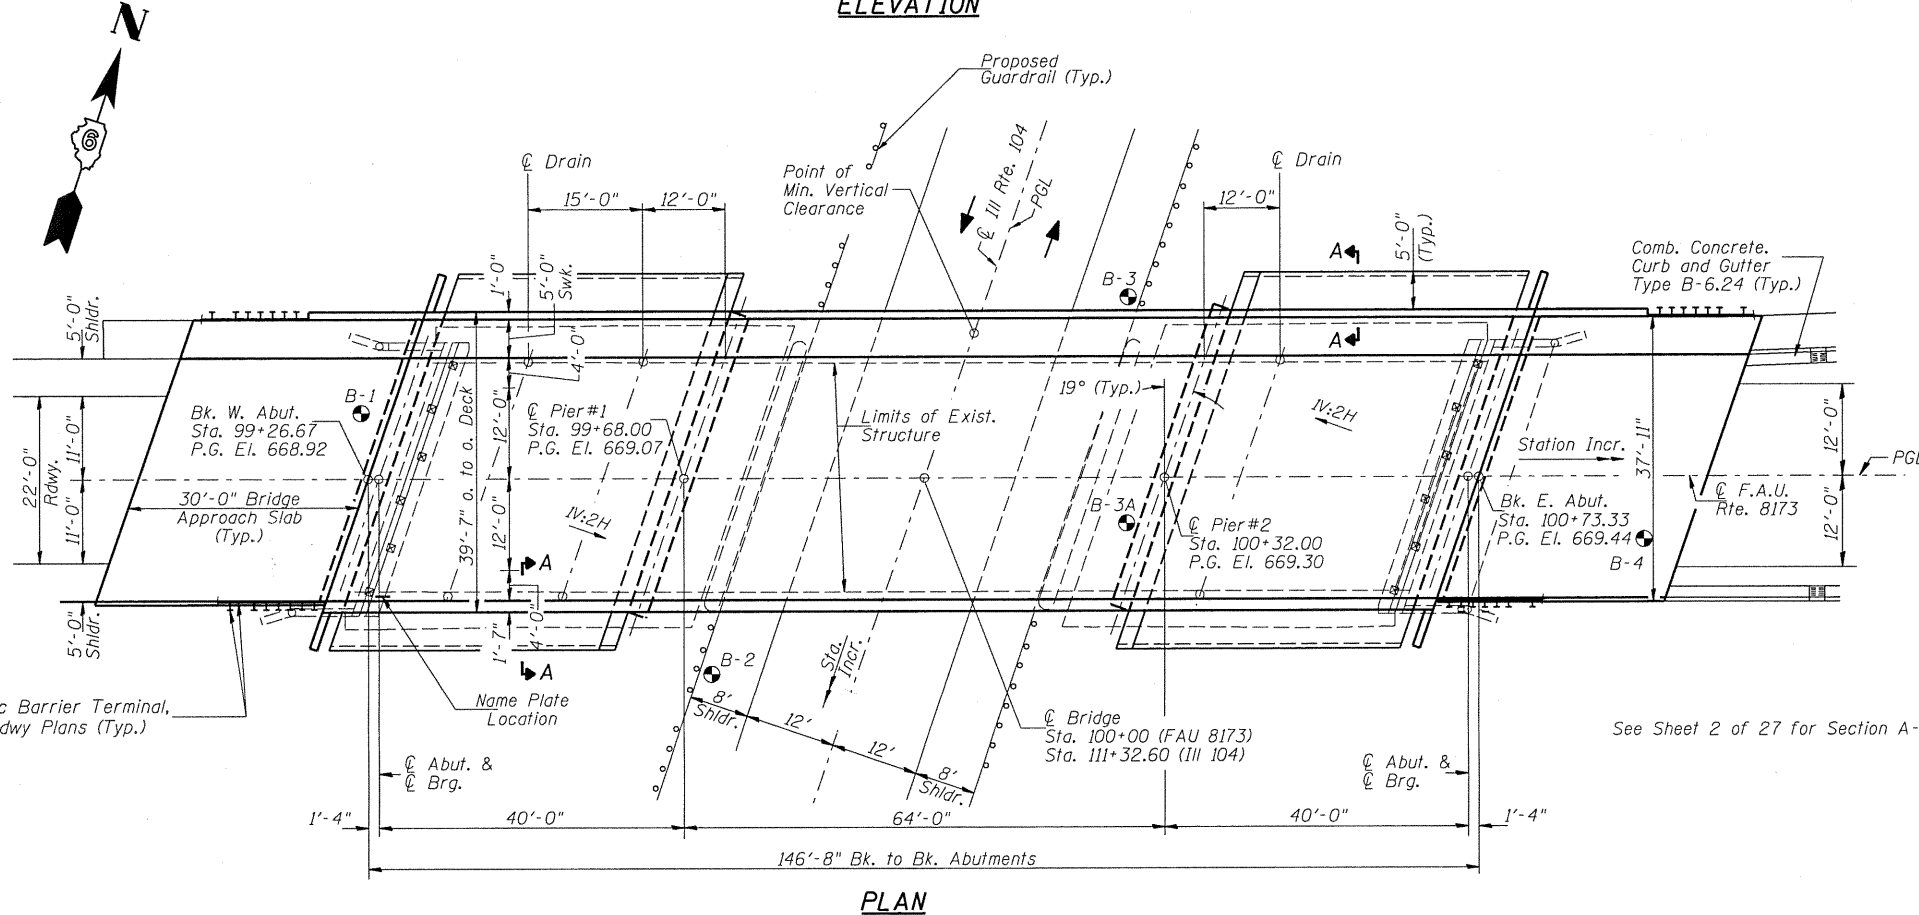 ELEVATION
N
6
Proposed
Guardrail (Typ.)
℄ Drain
15'-0"
12'-0"
Point of
Min. Vertical
Clearance
℄ Ill Rte. 104
PGL
℄ Drain
12'-0"
5'-0"
(Typ.)
A
A
Comb. Concrete.
Curb and Gutter
Type B-6.24 (Typ.)
5'-0"
Shldr.
1'-0"
5'-0"
Swk.
4'-0"
B-3
B-1
Bk. W. Abut.
Sta. 99+26.67
P.G. El. 668.92
39'-7" o. to o. Deck
12'-0"
℄ Pier#1
Sta. 99+68.00
P.G. El. 669.07
Limits of Exist.
Structure
19° (Typ.)
1V:2H
Station Incr.
37'-11"
12'-0"
PGL
22'-0"
Rdwy.
11'-0"
11'-0"
30'-0" Bridge
Approach Slab
(Typ.)
12'-0"
1V:2H
B-3A
℄ Pier#2
Sta. 100+32.00
P.G. El. 669.30
Bk. E. Abut.
Sta. 100+73.33
P.G. El. 669.44
B-4
℄ F.A.U.
Rte. 8173
12'-0"
A
A
5'-0"
Shldr.
1'-7"
4'-0"
B-2
Sta.
Incr.
c Barrier Terminal,
dwy Plans (Typ.)
Name Plate
Location
8'
Shldr.
12'
12'
8'
Shldr.
℄ Bridge
Sta. 100+00 (FAU 8173)
Sta. 111+32.60 (Ill 104)
See Sheet 2 of 27 for Section A-
℄ Abut. &
℄ Brg.
℄ Abut. &
℄ Brg.
1'-4"
40'-0"
64'-0"
40'-0"
1'-4"
146'-8" Bk. to Bk. Abutments
PLAN